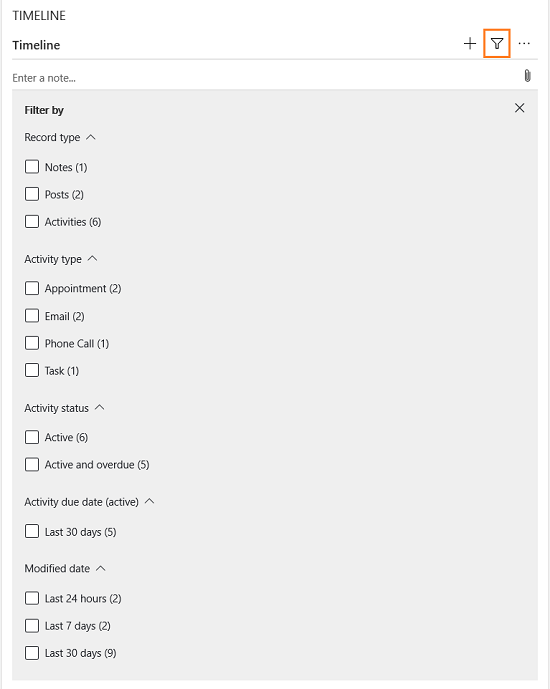 TIMELINE
Timeline
Enter a note...
Filter by
Record type
Notes (1)
Posts (2)
Activities (6)
Activity type
Appointment (2)
Email (2)
Phone Call (1)
Task (1)
Activity status
Active (6)
Active and overdue (5)
Activity due date (active)
Last 30 days (5)
Modified date
Last 24 hours (2)
Last 7 days (2)
Last 30 days (9)